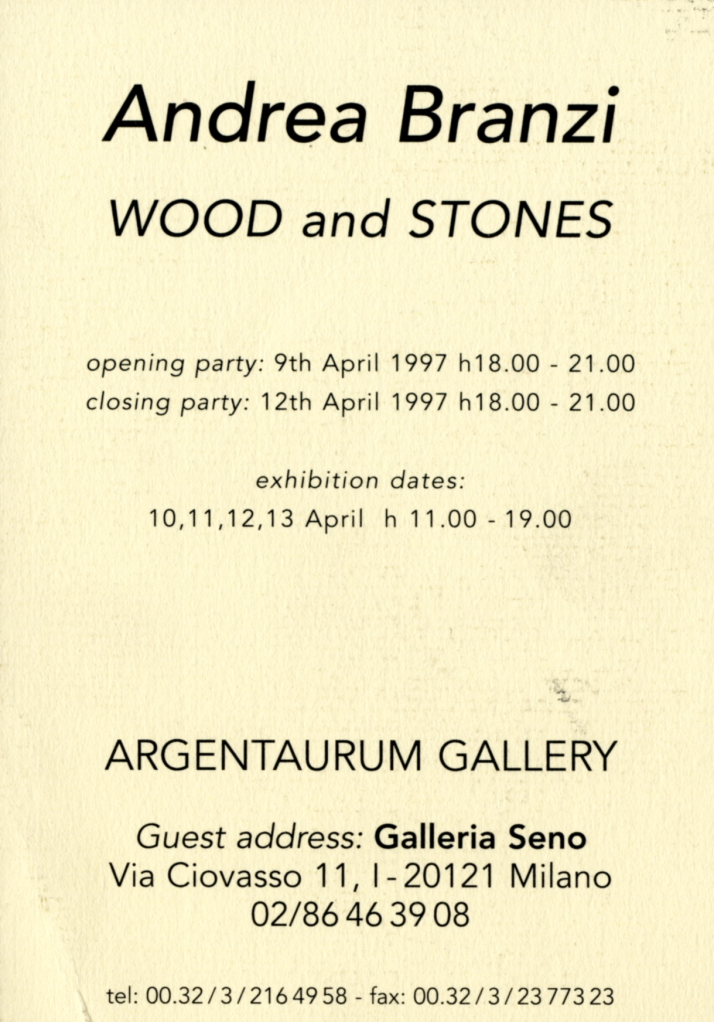 Andrea Branzi
WOOD and STONES
opening party: 9th April 1997 h18.00 - 21.00
closing party: 12th April 1997 h18.00 - 21.00
exhibition dates:
10,11,12,13 April h 11.00 - 19.00
ARGENTAURUM GALLERY
Guest address: Galleria Seno
Via Ciovasso 11, I-20121 Milano
02/86 46 39 08
tel: 00.32/3/216 49 58 - fax: 00.32/3/23 773 23